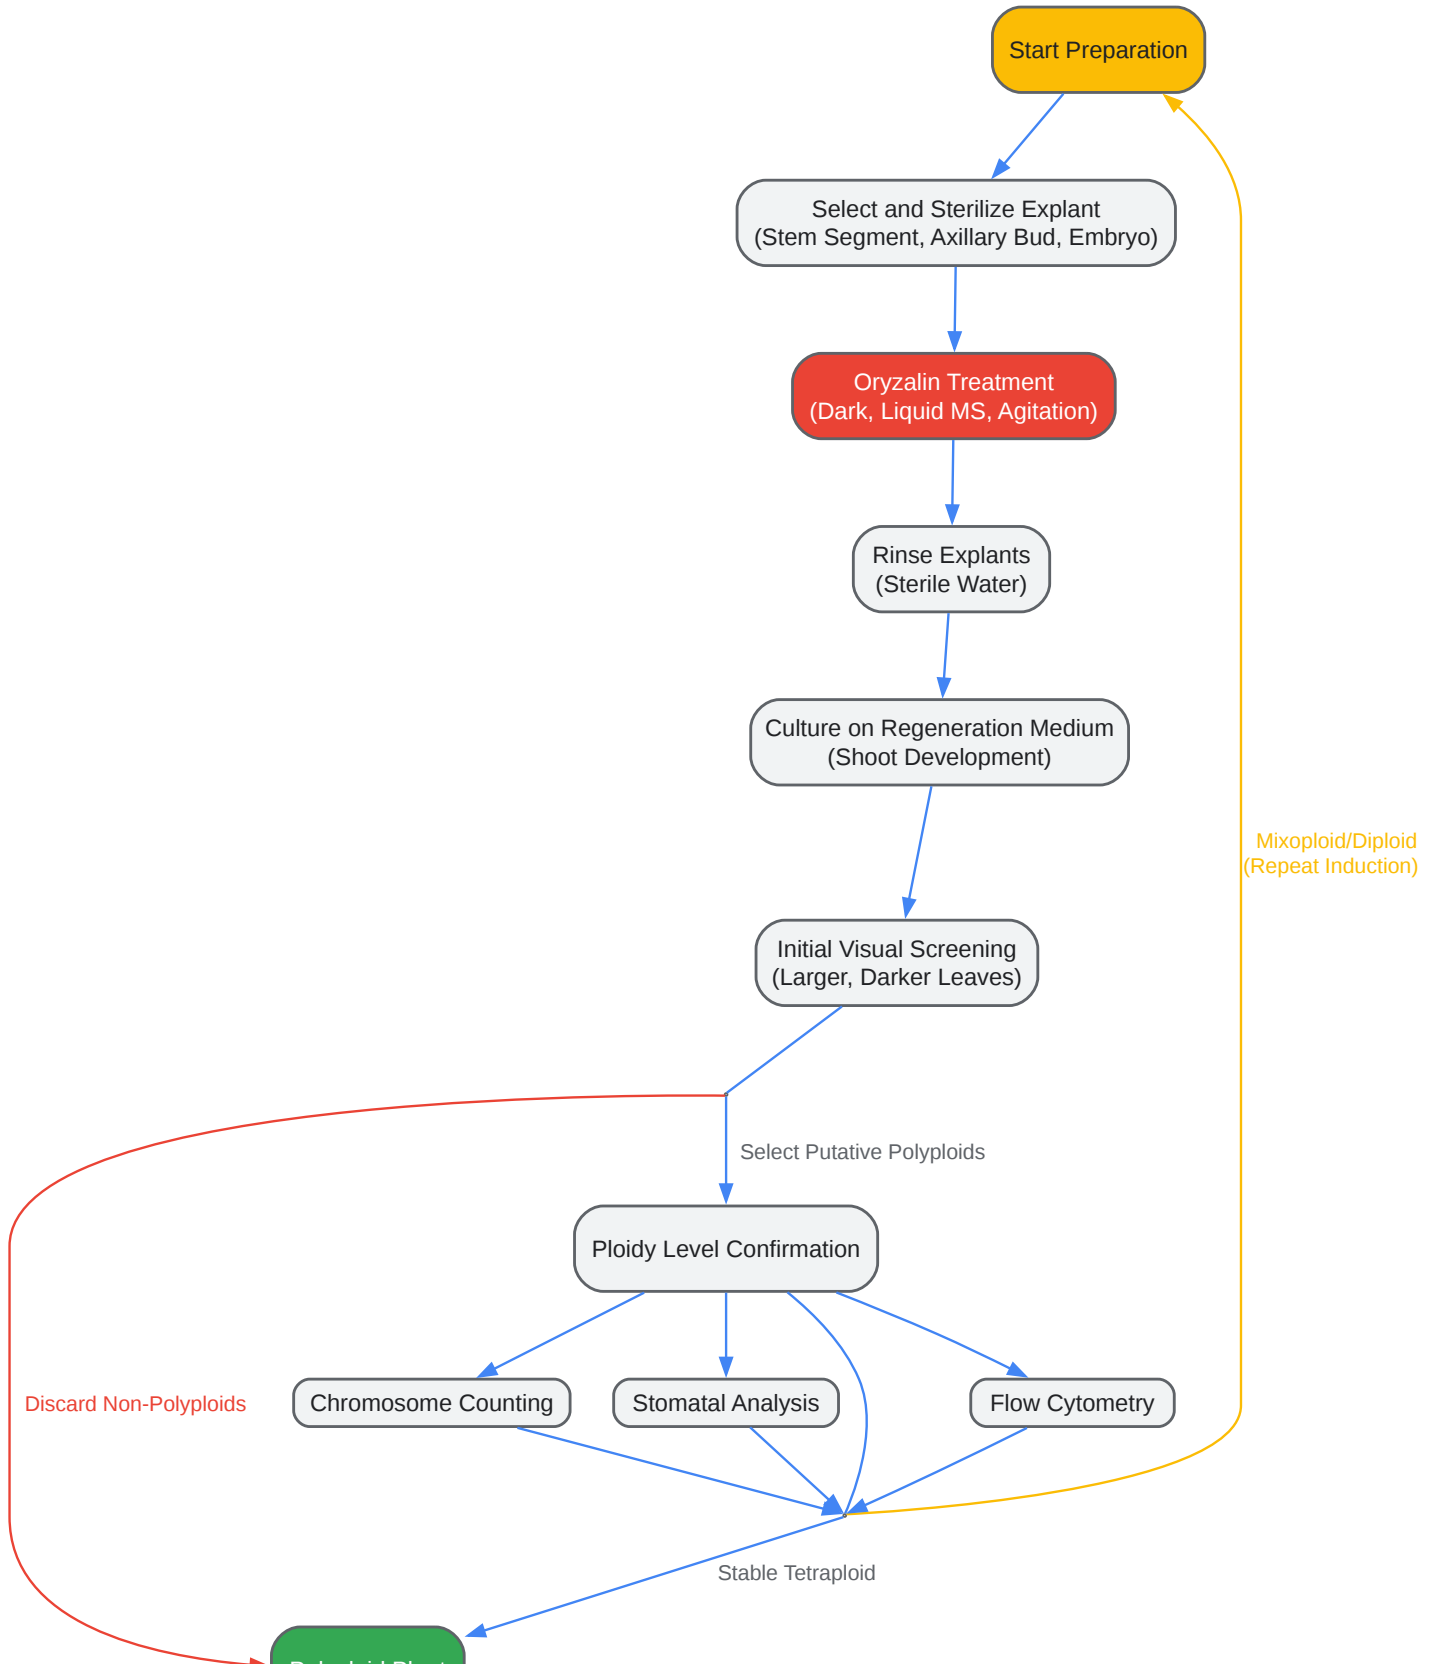 Start Preparation
Select and Sterilize Explant
(Stem Segment, Axillary Bud, Embryo)
Oryzalin Treatment
(Dark, Liquid MS, Agitation)
Rinse Explants
(Sterile Water)
Culture on Regeneration Medium
(Shoot Development)
Mixoploid/Diploid
(Repeat Induction)
Initial Visual Screening
(Larger, Darker Leaves)
Select Putative Polyploids
Ploidy Level Confirmation
Discard Non-Polyploids
Chromosome Counting
Stomatal Analysis
Flow Cytometry
Stable Tetraploid